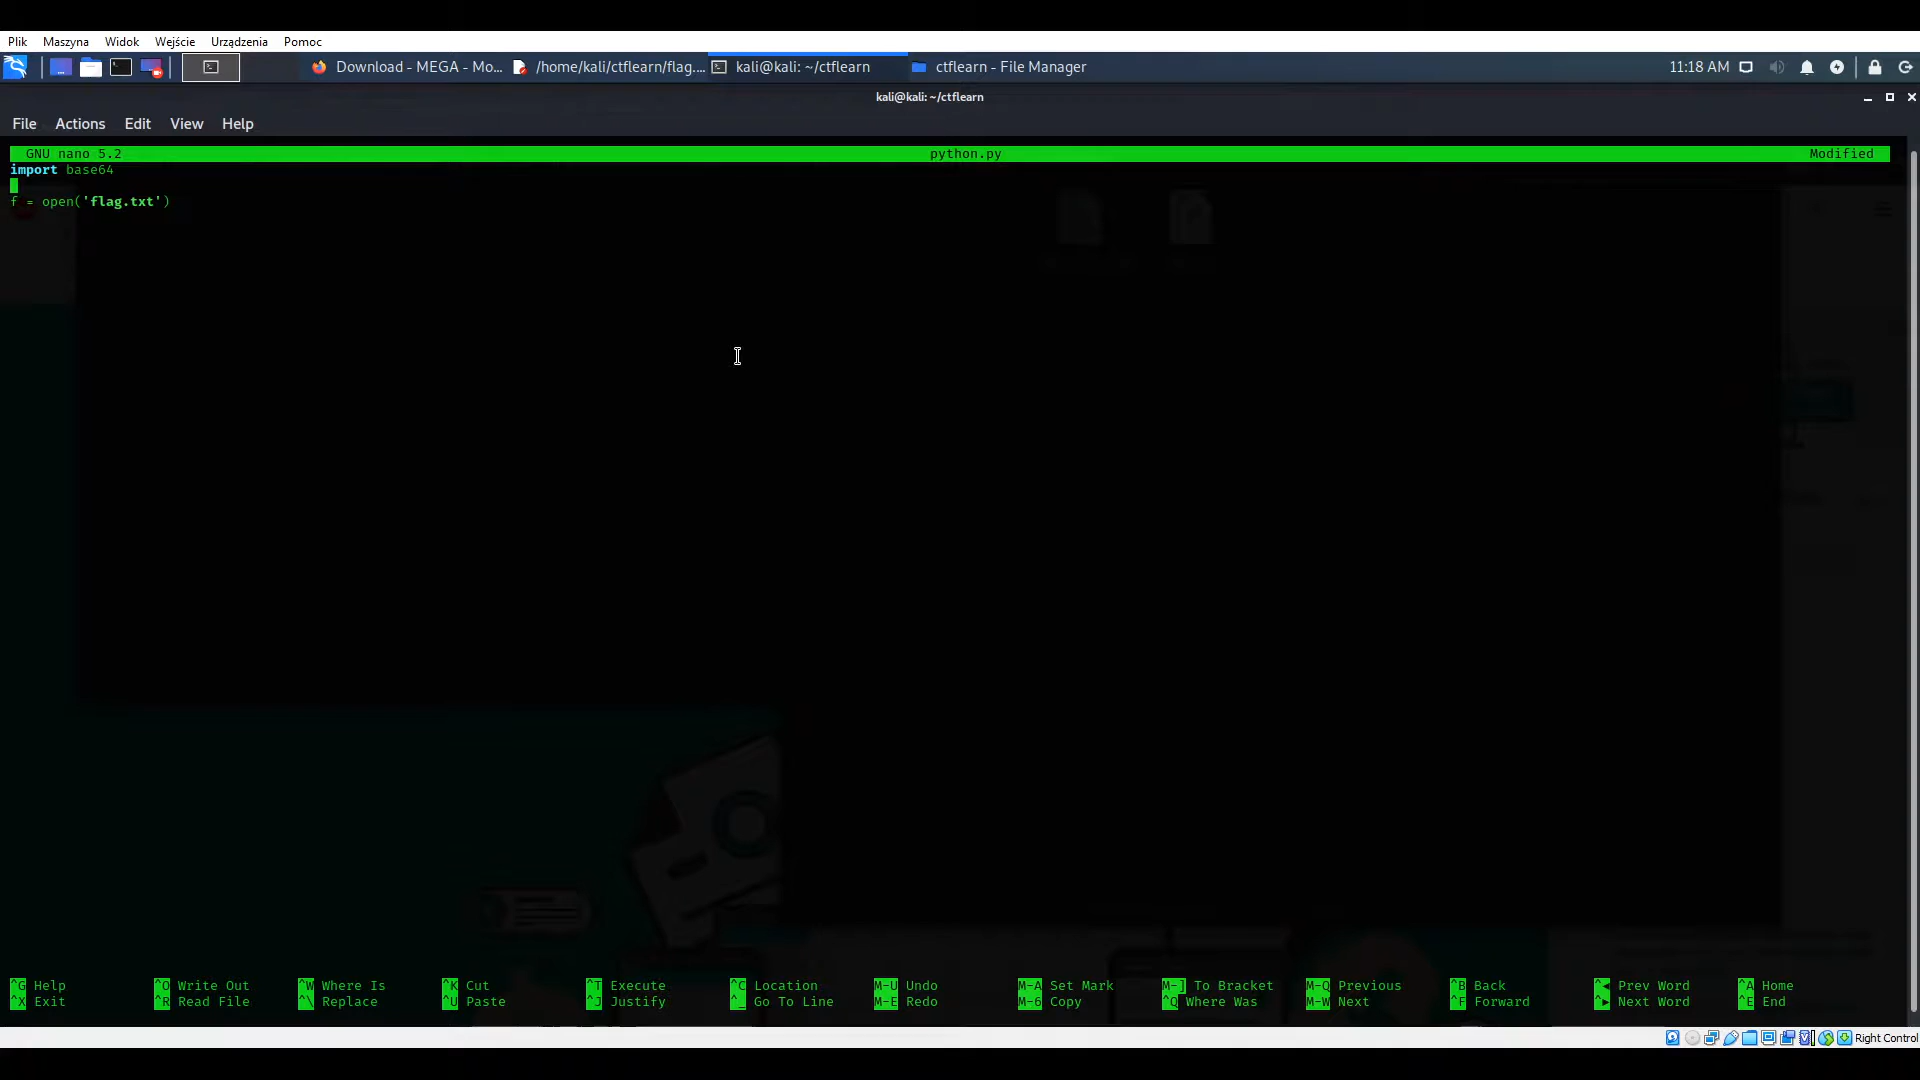 Plik Maszyna Widok Wejście Urządzenia Pomoc
Download - MEGA - Mo... /home/kali/ctflearn/flag.... kali@kali: ~/ctflearn ctflearn - File Manager 11:18 AM
kali@kali: ~/ctflearn
File Actions Edit View Help
GNU nano 5.2 python.py Modified
import base64
f = open('flag.txt')
^G Help ^O Write Out ^W Where Is ^K Cut ^T Execute ^C Location M-U Undo M-A Set Mark M-] To Bracket M-Q Previous ^B Back ^◀ Prev Word ^A Home
^X Exit ^R Read File ^\ Replace ^U Paste ^J Justify ^_ Go To Line M-E Redo M-6 Copy ^Q Where Was M-W Next ^F Forward ^▶ Next Word ^E End
Right Control